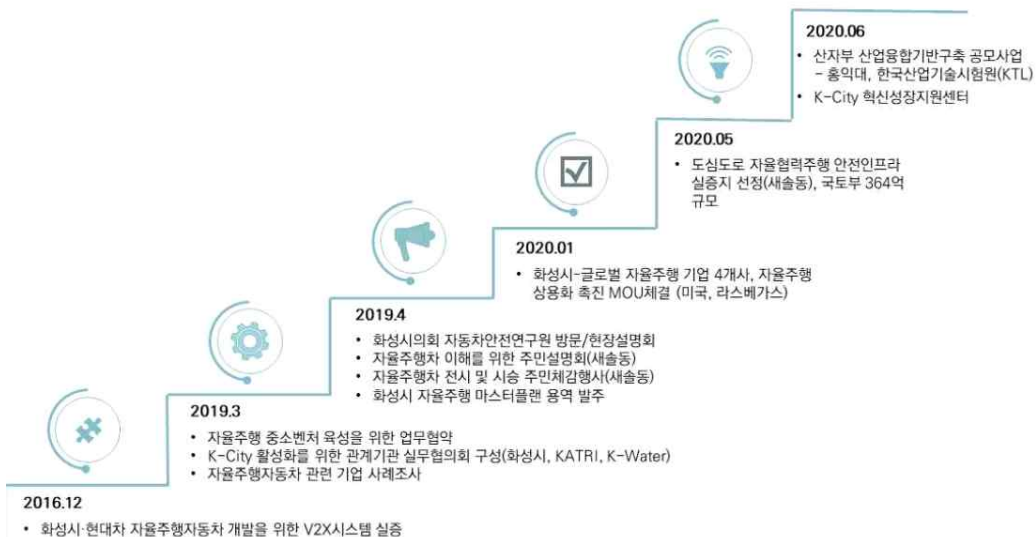 2020.06
• 산자부 산업융합기반구축 공모사업
- 홍익대, 한국산업기술시험원(KTL)
• K-City 혁신성장지원센터
2020.05
• 도심도로 자율협력주행 안전인프라
실증지 선정(새솔동), 국토부 364억
규모
2020.01
• 화성시-글로벌 자율주행 기업 4개사, 자율주행
상용화 촉진 MOU체결 (미국, 라스베가스)
2019.4
• 화성시의회 자동차안전연구원 방문/현장설명회
• 자율주행차 이해를 위한 주민설명회(새솔동)
• 자율주행차 전시 및 시승 주민체감행사(새솔동)
• 화성시 자율주행 마스터플랜 용역 발주
2019.3
• 자율주행 중소벤처 육성을 위한 업무협약
• K-City 활성화를 위한 관계기관 실무협의회 구성(화성시, KATRI, K-Water)
• 자율주행자동차 관련 기업 사례조사
2016.12
• 화성시·현대차 자율주행자동차 개발을 위한 V2X시스템 실증